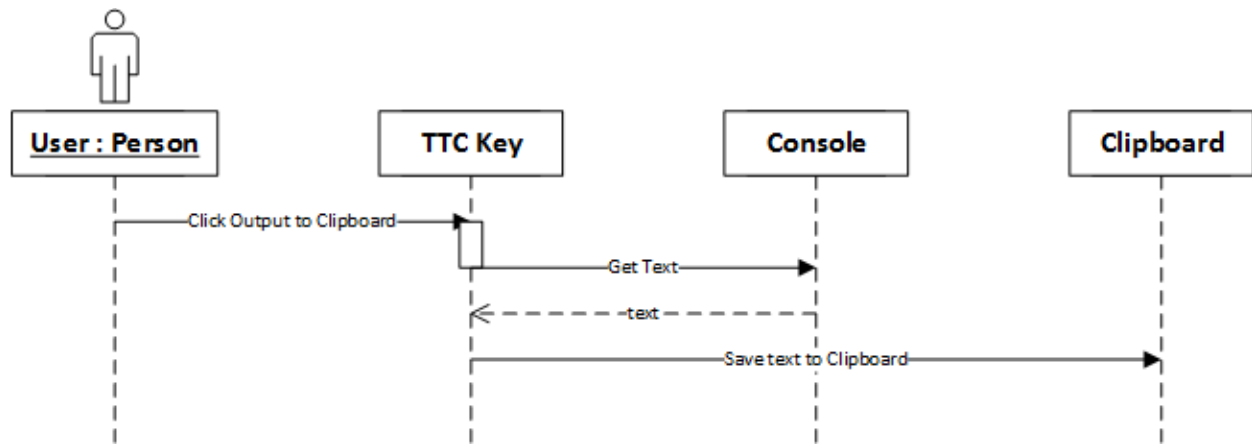 User : Person
TTC Key
Console
Clipboard
Click Output to Clipboard
Get Text
text
Save text to Clipboard